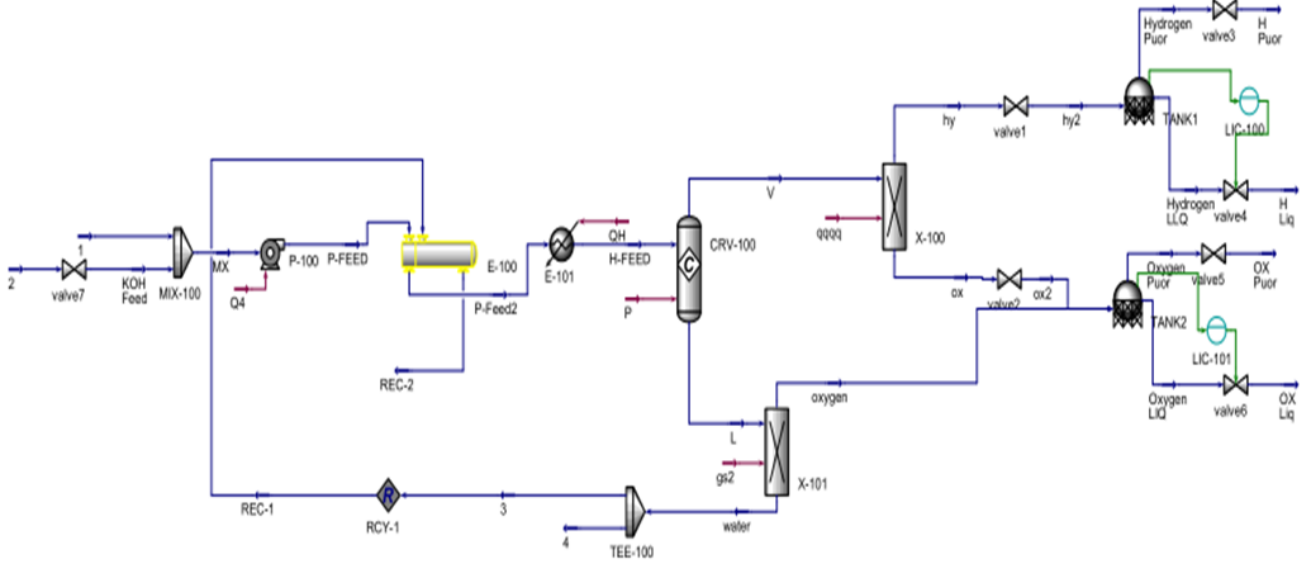 Hydrogen
Puor
valve3
H
Puor
hy
valve1
hy2
TANK1
LIC-100
Hydrogen
LLQ
valve4
H
Liq
V
qqqq
X-100
1
2
valve7
KOH
Feed
MIX-100
MX
P-100
Q4
P-FEED
E-100
P-Feed2
REC-2
E-101
QH
H-FEED
P
CRV-100
C
ox
valve2
ox2
Oxygen
Puor
valve5
OX
Puor
TANK2
LIC-101
Oxygen
LIQ
valve6
OX
Liq
oxygen
L
gs2
X-101
water
REC-1
R
RCY-1
3
4
TEE-100